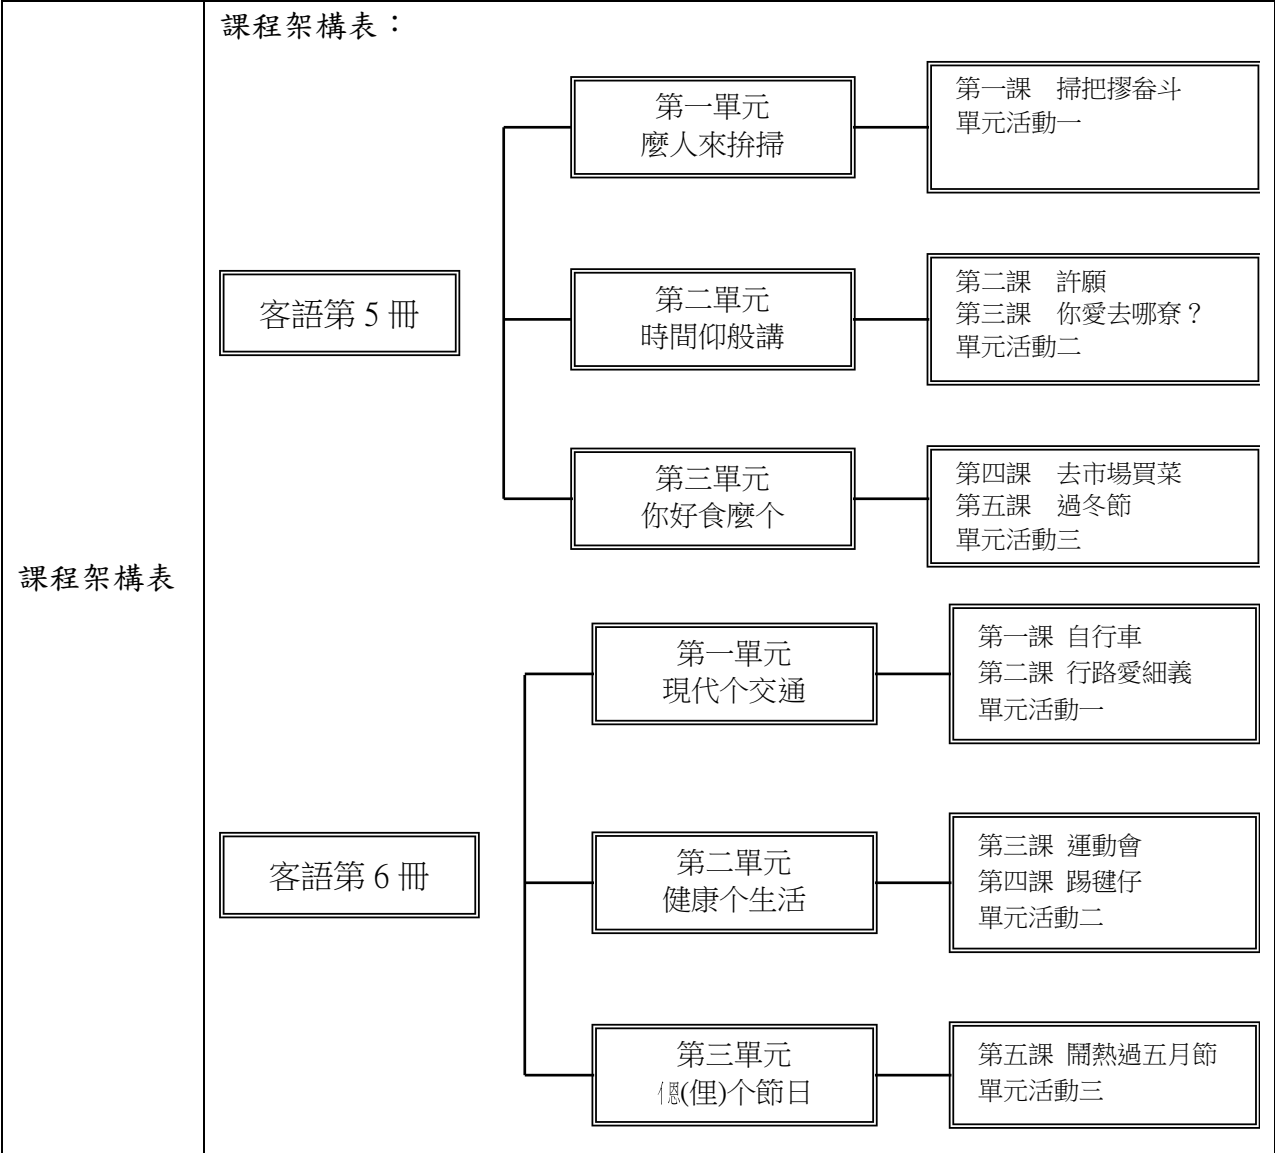 課程架構表
課程架構表：
客語第 5 冊
第一單元
麼人來拚掃
第一課　掃把摎畚斗
單元活動一
第二單元
時間仰般講
第二課　許願
第三課　你愛去哪尞？
單元活動二
第三單元
你好食麼个
第四課　去市場買菜
第五課　過冬節
單元活動三
客語第 6 冊
第一單元
現代个交通
第一課 自行車
第二課 行路愛細義
單元活動一
第二單元
健康个生活
第三課 運動會
第四課 踢毽仔
單元活動二
第三單元
𠊎(俚)个節日
第五課 鬧熱過五月節
單元活動三